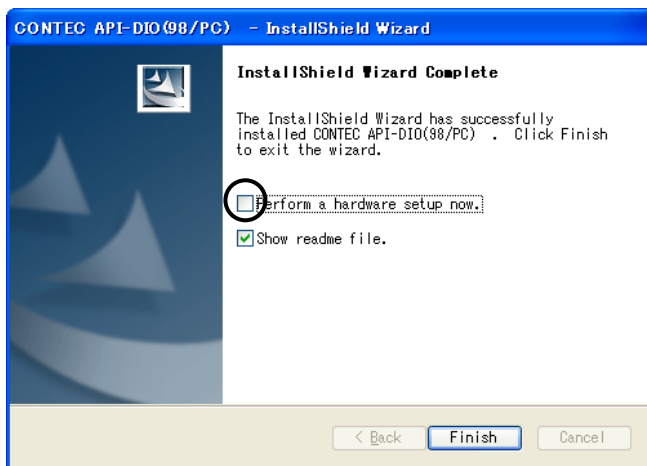 CONTEC API-DIO(98/PC) - InstallShield Wizard
InstallShield Wizard Complete
The InstallShield Wizard has successfully
installed CONTEC API-DIO(98/PC) . Click Finish
to exit the wizard.
Perform a hardware setup now.
Show readme file.
< Back Finish Cancel